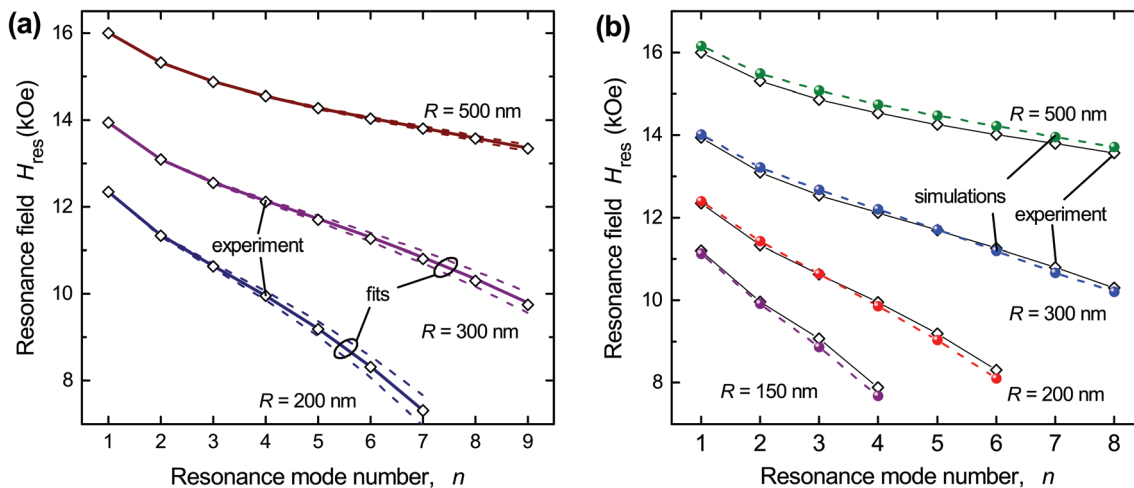 (a)
Resonance field H_res (kOe)
16
14
12
10
8
R = 500 nm
experiment
fits
R = 300 nm
R = 200 nm
1 2 3 4 5 6 7 8 9
Resonance mode number, n
(b)
Resonance field H_res (kOe)
16
14
12
10
8
R = 500 nm
simulations
experiment
R = 300 nm
R = 150 nm
R = 200 nm
1 2 3 4 5 6 7 8
Resonance mode number, n